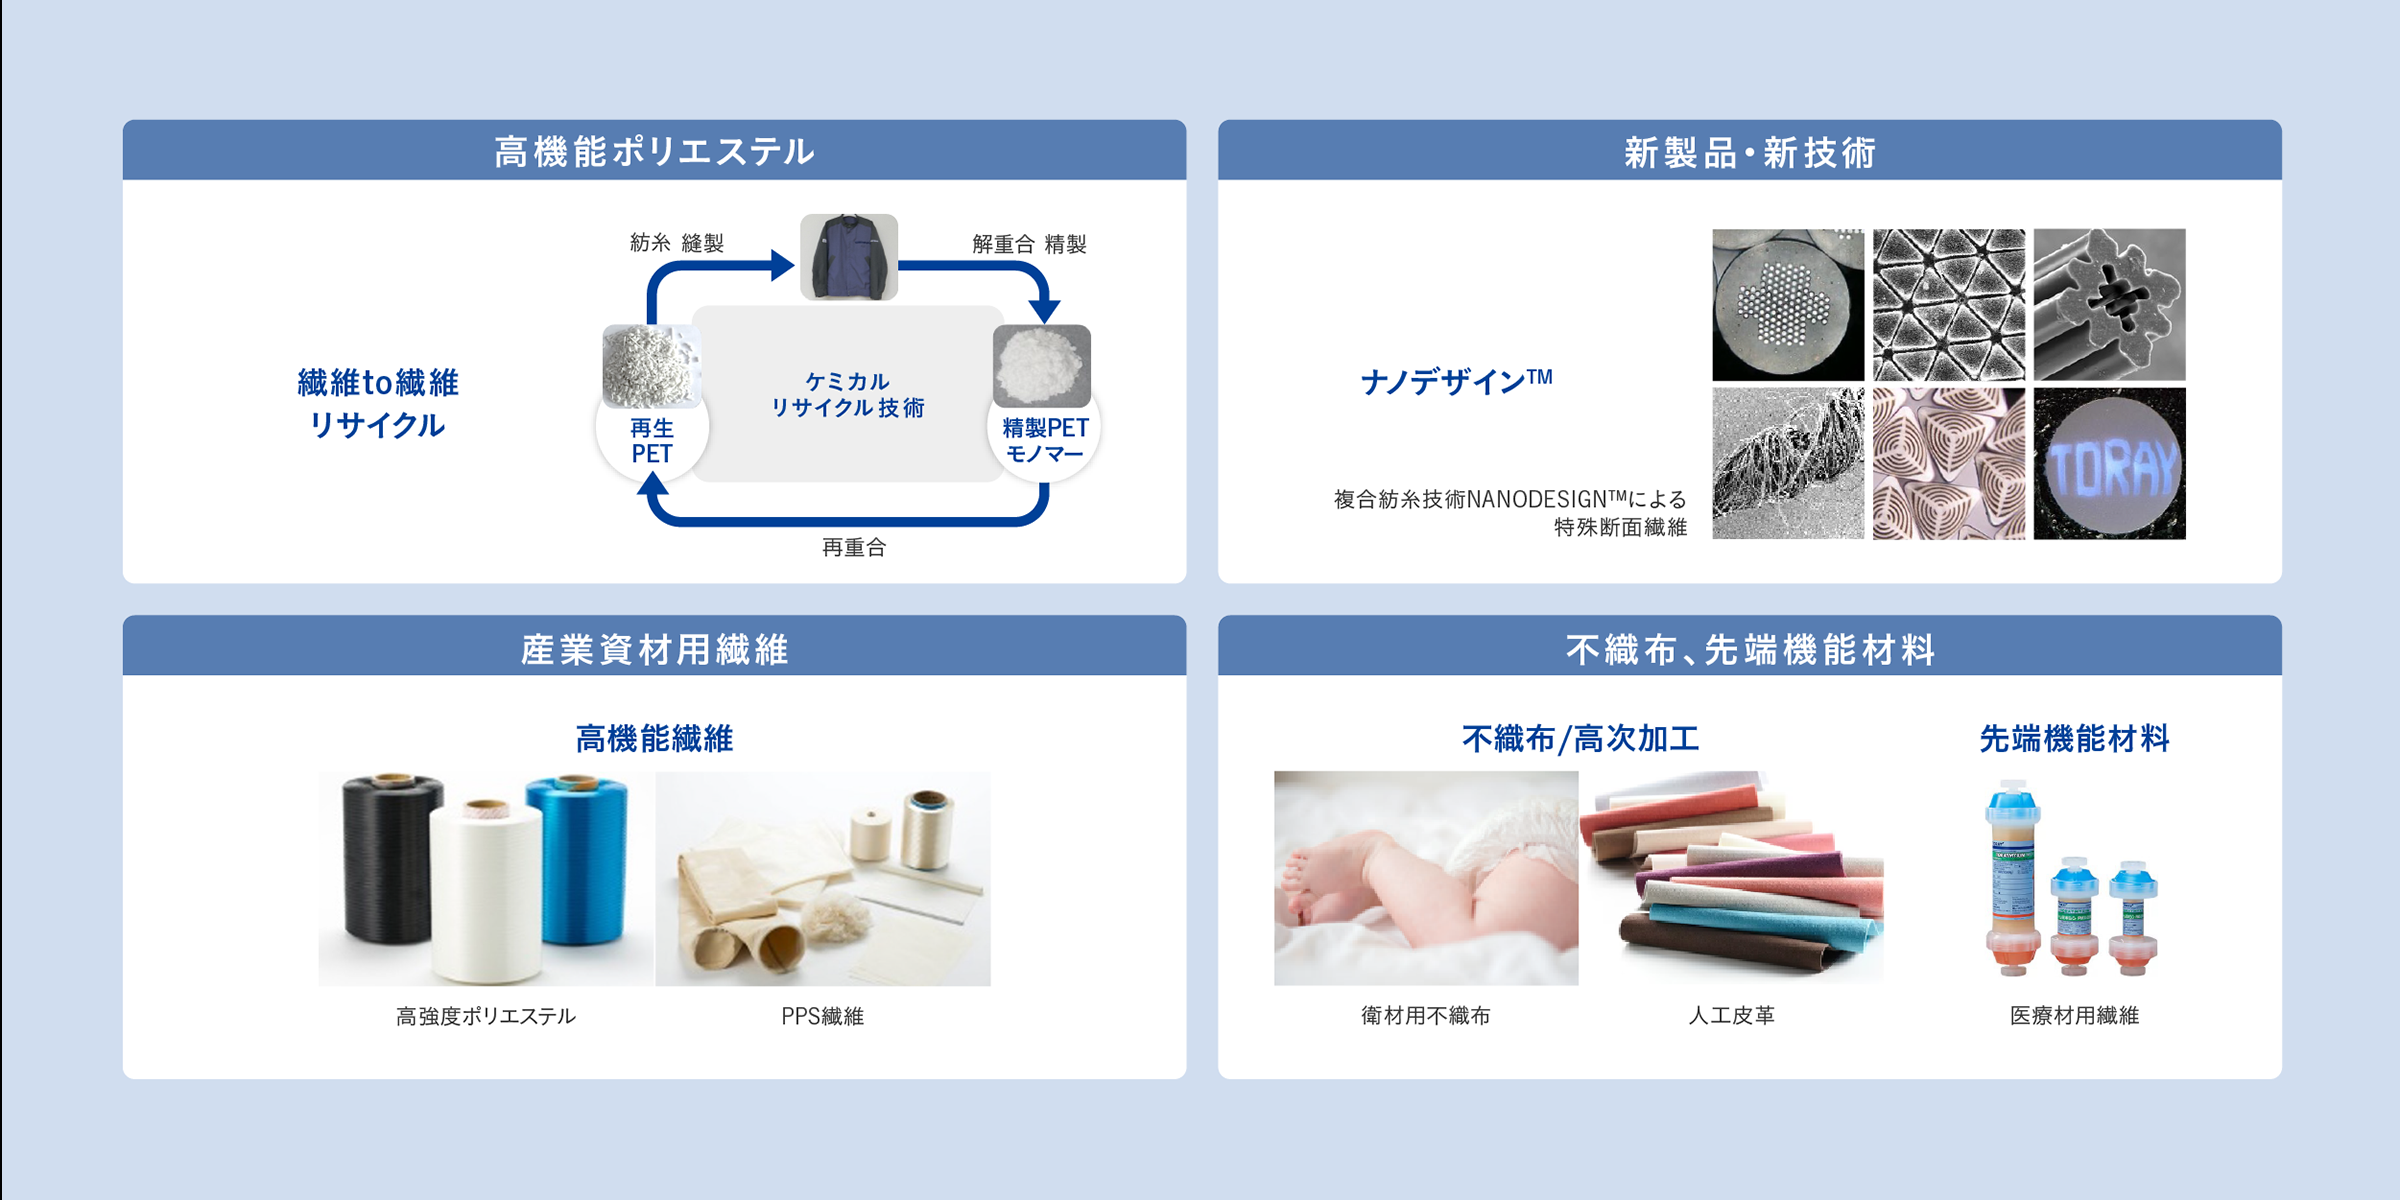 高機能ポリエステル
繊維to繊維
リサイクル
紡糸 縫製
解重合 精製
ケミカル
リサイクル技術
再生
PET
精製PET
モノマー
再重合
新製品・新技術
ナノデザイン™
複合紡糸技術NANODESIGN™による
特殊断面繊維
TORAY
産業資材用繊維
高機能繊維
高強度ポリエステル
PPS繊維
不織布、先端機能材料
不織布/高次加工
先端機能材料
衛材用不織布
人工皮革
医療材用繊維